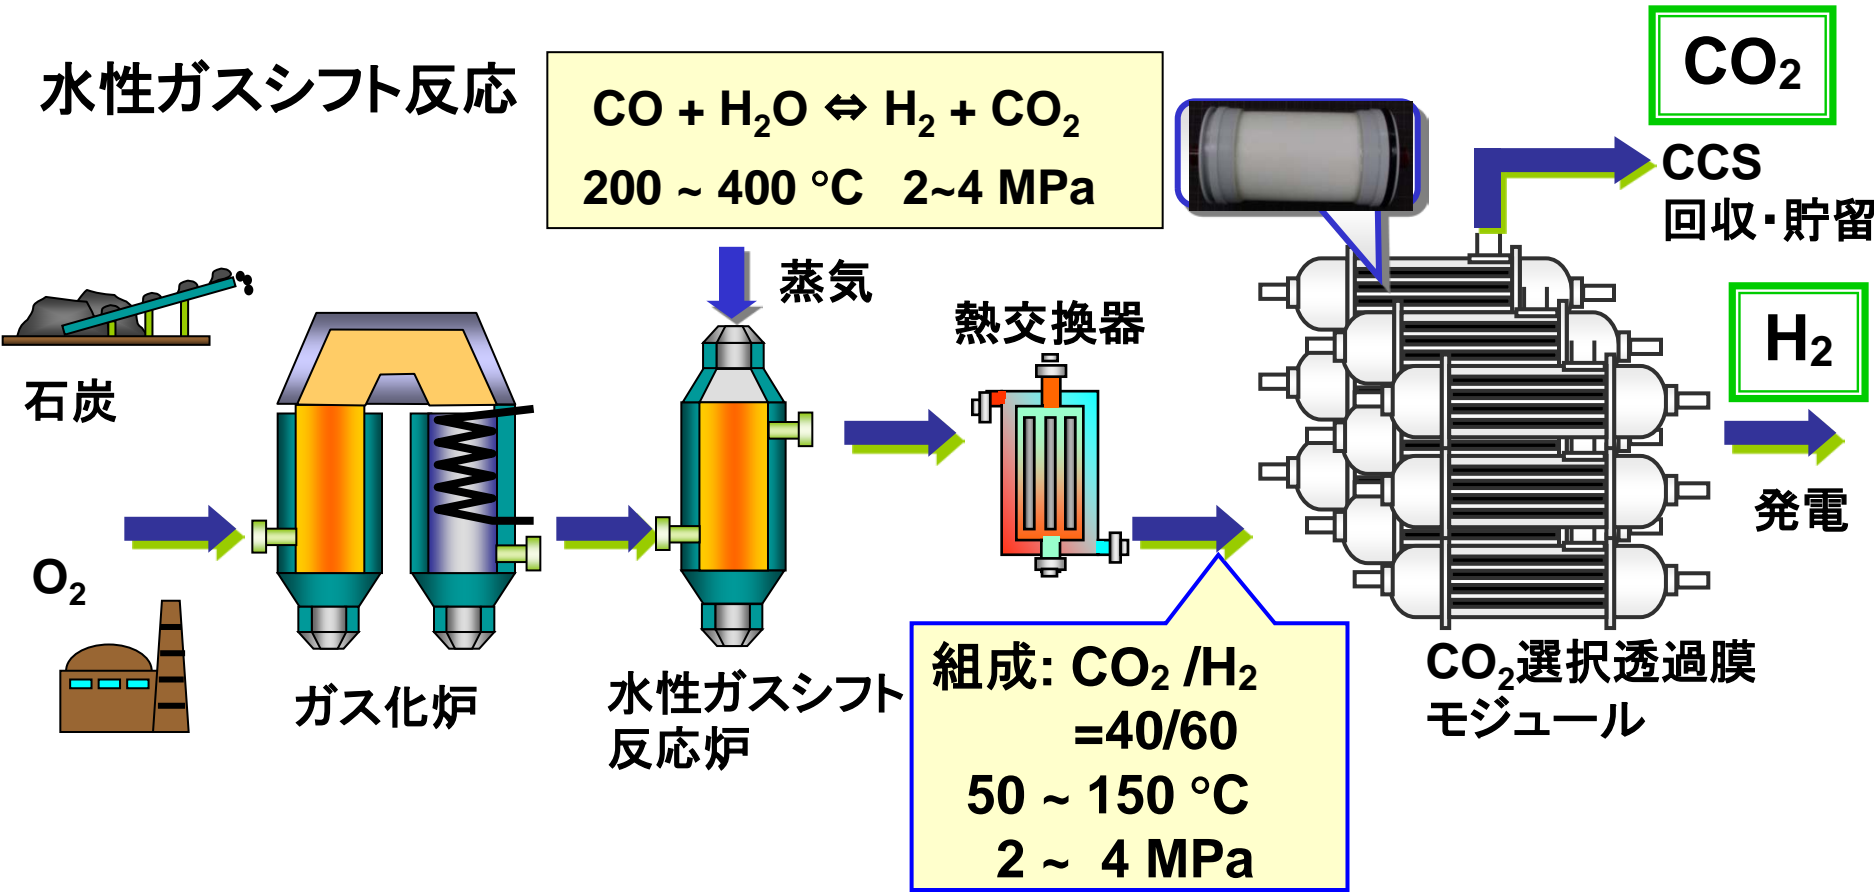 水性ガスシフト反応
CO + H₂O ⇔ H₂ + CO₂
200 ~ 400 °C 2~4 MPa
CO₂
CCS
回収・貯留
蒸気
熱交換器
H₂
石炭
発電
O₂
ガス化炉
水性ガスシフト
反応炉
組成: CO₂ /H₂
=40/60
50 ~ 150 °C
2 ~ 4 MPa
CO₂選択透過膜
モジュール